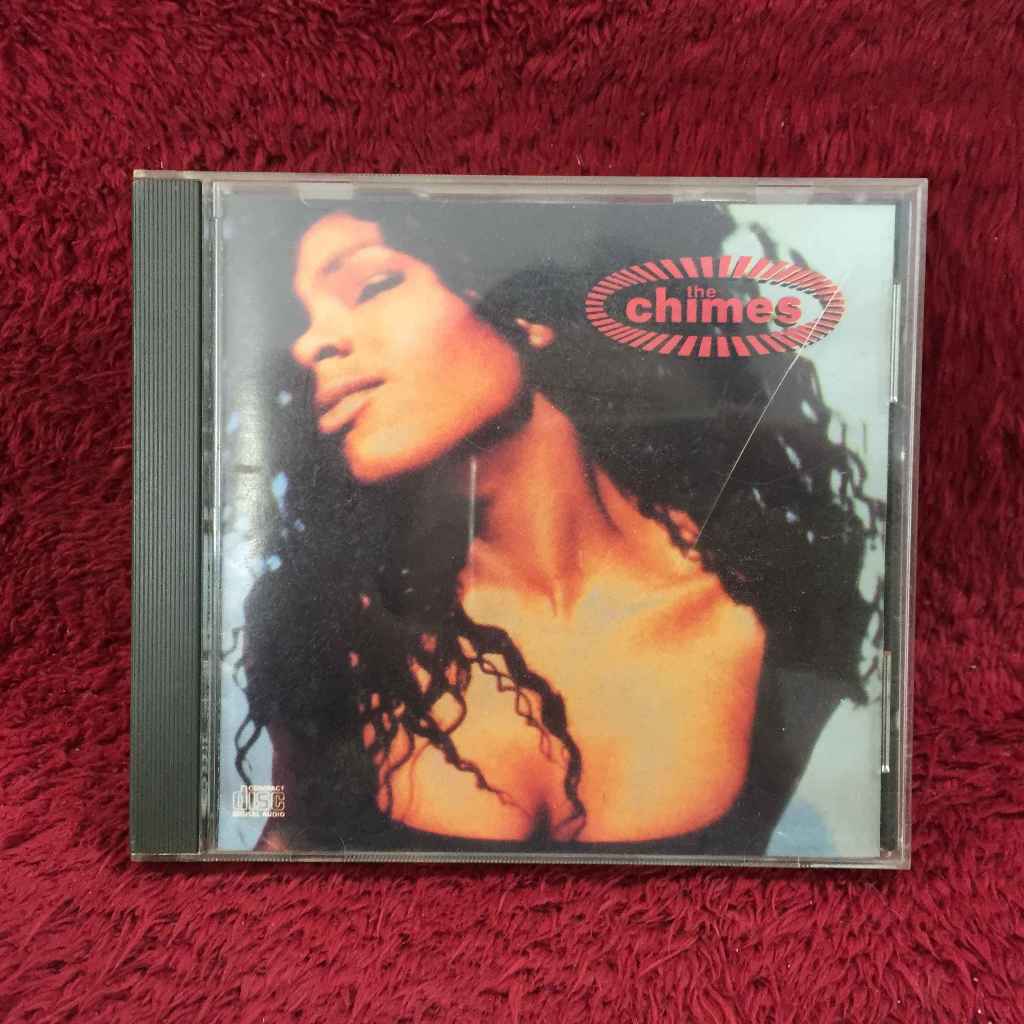 the
chimes
COMPACT
disc
DIGITAL AUDIO